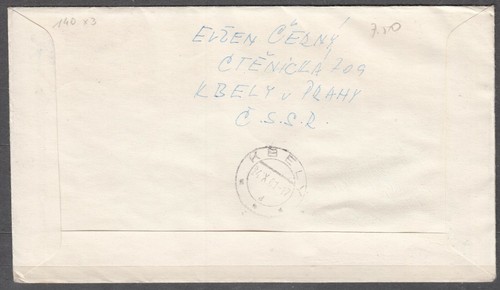 140 x3
7.50
EVŽEN ČERNÝ
CTĚNICKÁ 209
KBELY u PRAHY
Č.S.S.R.
KBELY